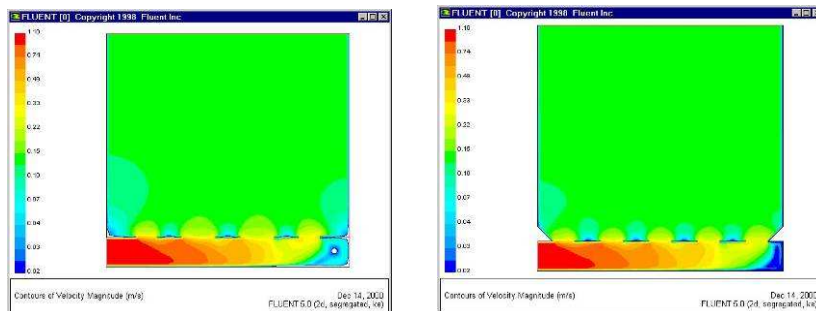 FLUENT [0] Copyright 1998 Fluent Inc
1.10
0.74
0.49
0.33
0.22
0.15
0.10
0.07
0.04
0.03
0.02
Contours of Velocity Magnitude (m/s)
Dec 14, 2000
FLUENT 5.0 (2d, segregated, ke)
FLUENT [0] Copyright 1998 Fluent Inc
1.10
0.74
0.49
0.33
0.22
0.15
0.10
0.07
0.04
0.03
0.02
Contours of Velocity Magnitude (m/s)
Dec 14, 2000
FLUENT 5.0 (2d, segregated, ke)